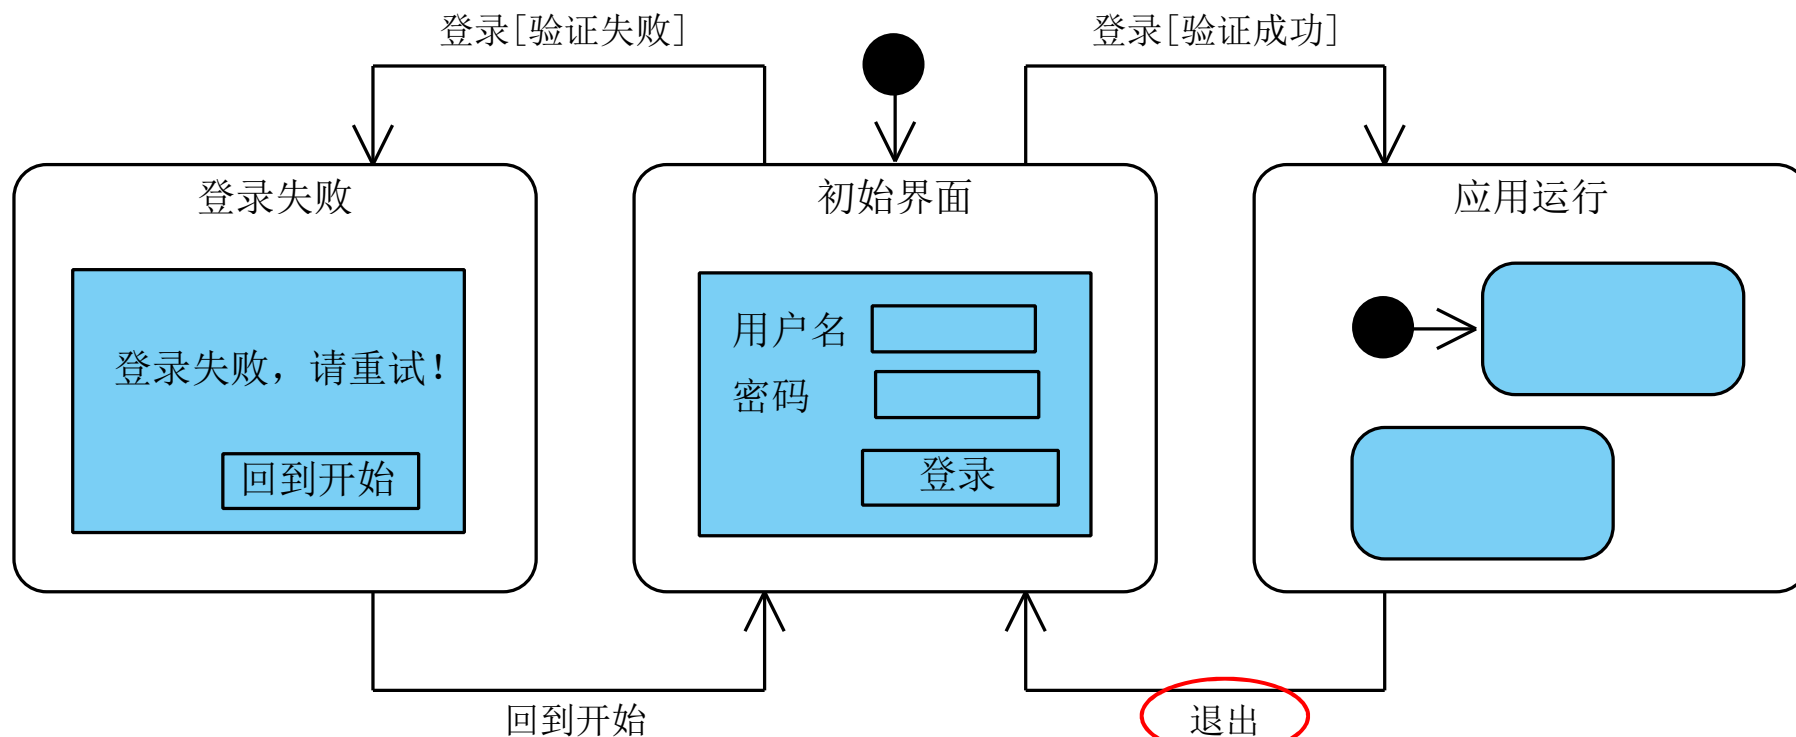 登录[验证失败]
登录[验证成功]
登录失败
初始界面
应用运行
用户名
登录失败，请重试！
密码
回到开始
登录
回到开始
退出